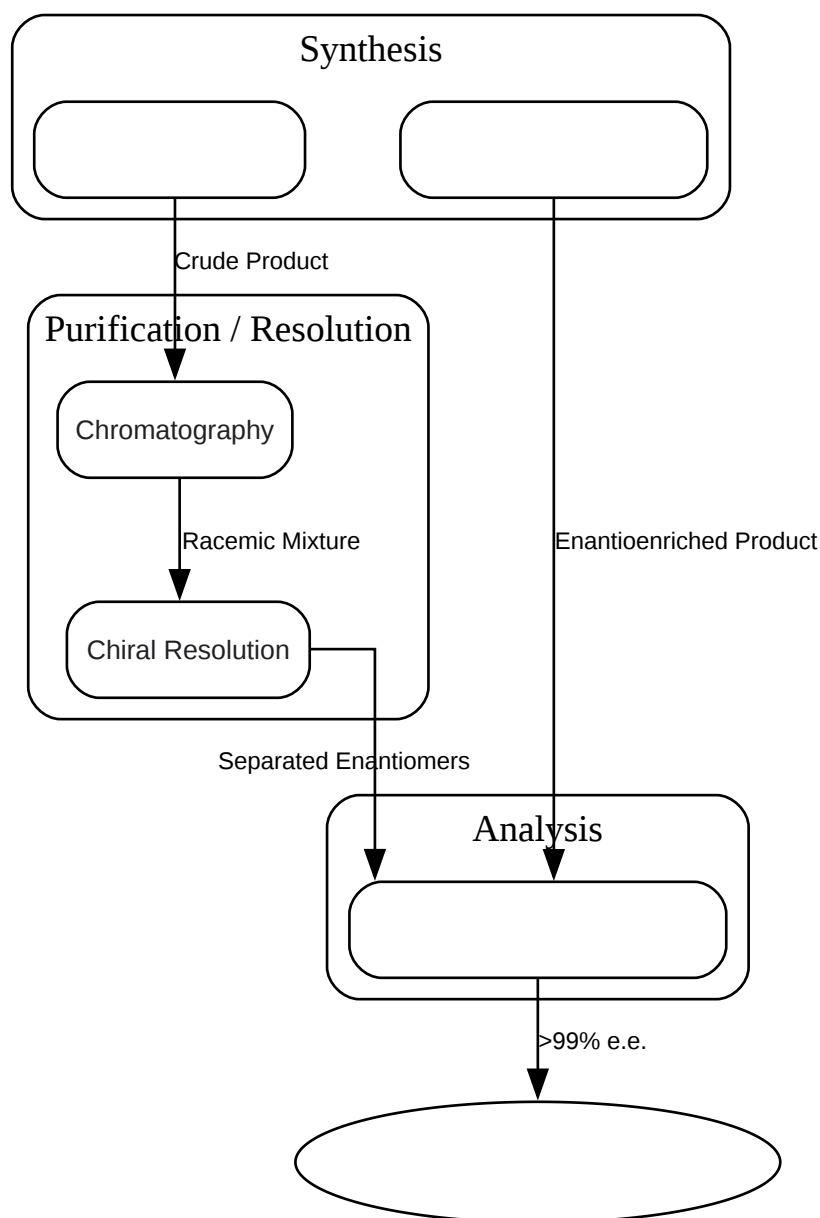 Synthesis
Crude Product
Purification / Resolution
Chromatography
Racemic Mixture
Enantioenriched Product
Chiral Resolution
Separated Enantiomers
Analysis
>99% e.e.